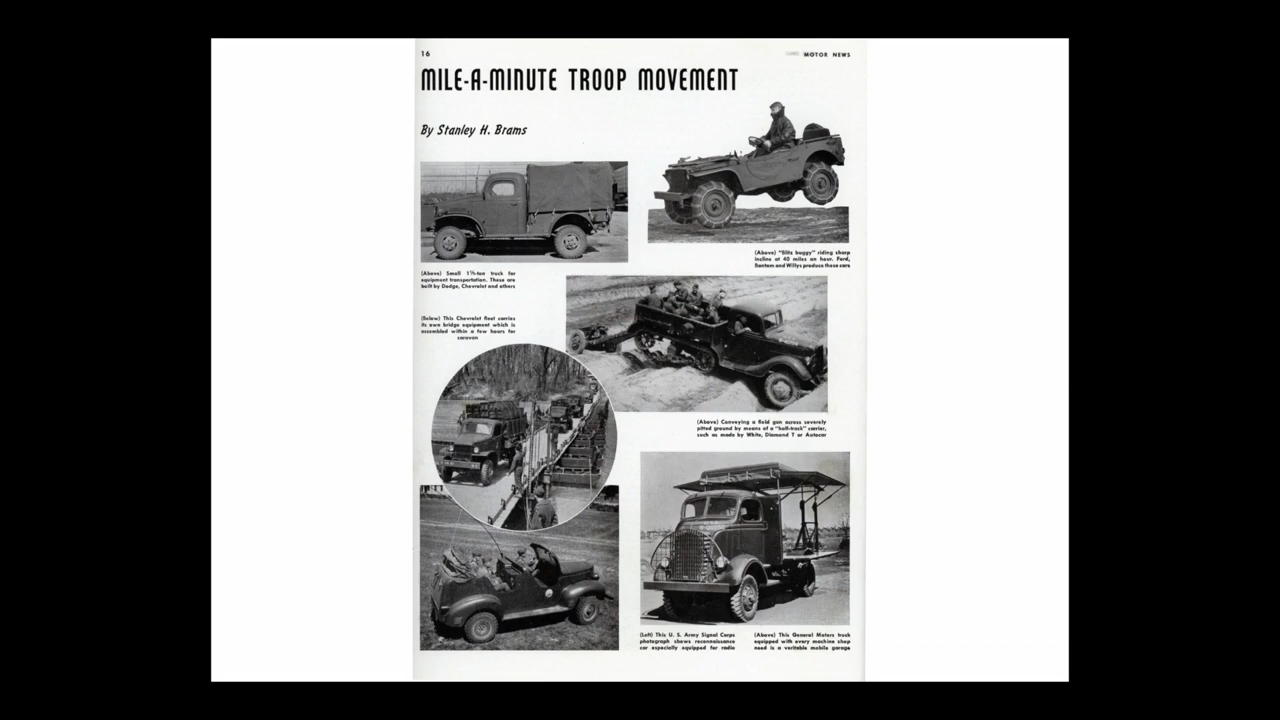 16
MOTOR NEWS
MILE-A-MINUTE TROOP MOVEMENT
By Stanley H. Brams
(Above) "Blitz buggy" riding sharp
incline at 40 miles an hour. Ford,
Bantam and Willys produce these cars
(Above) Small 1½-ton truck for
equipment transportation. These are
built by Dodge, Chevrolet and others
(Below) This Chevrolet fleet carries
its own bridge equipment which is
assembled within a few hours for
caravan
(Above) Conveying a field gun across severely
pitted ground by means of a "half-track" carrier,
such as made by White, Diamond T or Autocar
(Left) This U. S. Army Signal Corps
photograph shows reconnaissance
car especially equipped for radio
(Above) This General Motors truck
equipped with every machine shop
need is a veritable mobile garage